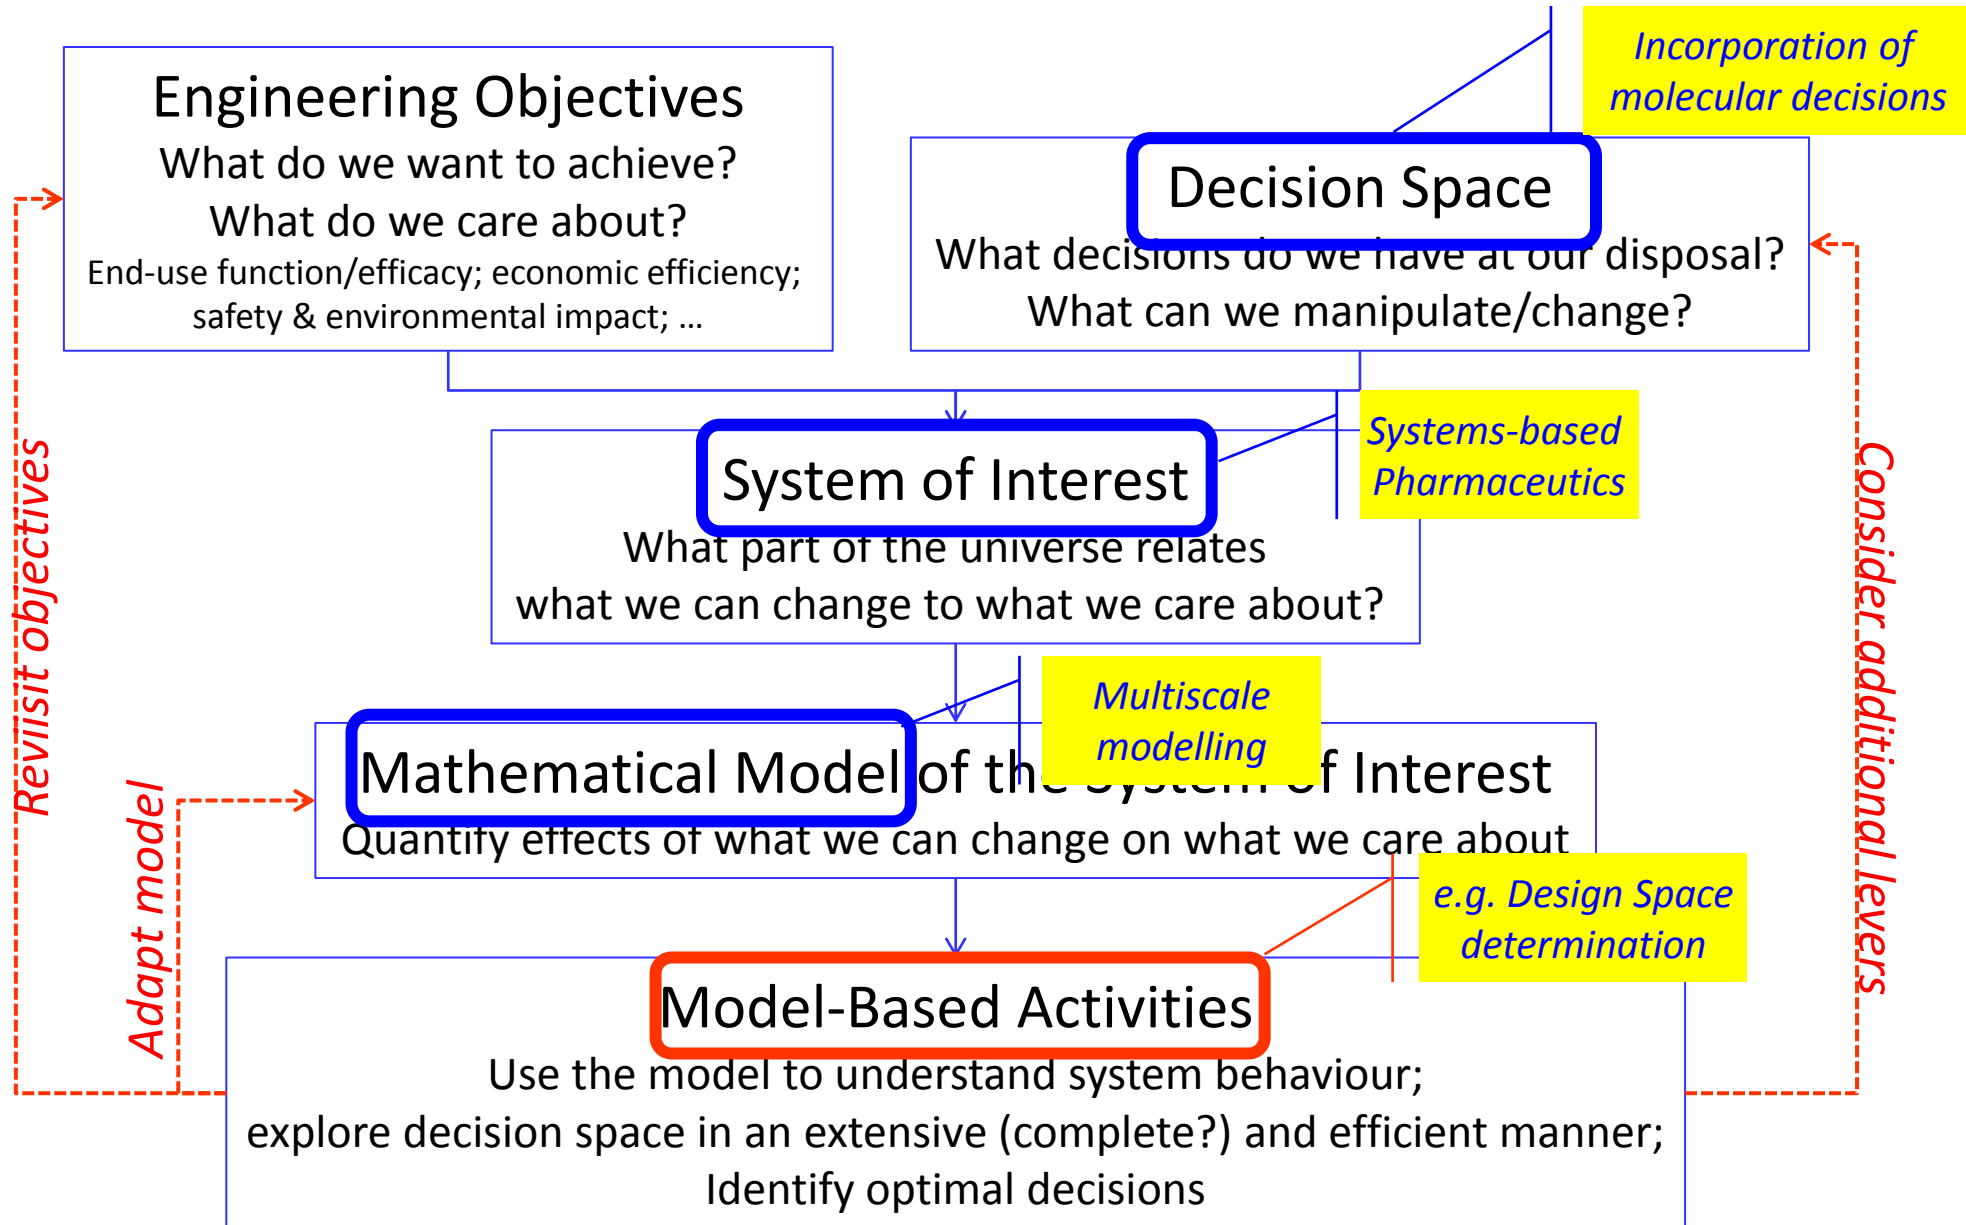 Engineering Objectives
What do we want to achieve?
What do we care about?
End-use function/efficacy; economic efficiency;
safety & environmental impact; ...
Incorporation of
molecular decisions
Decision Space
What decisions do we have at our disposal?
What can we manipulate/change?
Systems-based
Pharmaceutics
System of Interest
What part of the universe relates
what we can change to what we care about?
Multiscale
modelling
Mathematical Model of the System of Interest
Quantify effects of what we can change on what we care about
e.g. Design Space
determination
Model-Based Activities
Use the model to understand system behaviour;
explore decision space in an extensive (complete?) and efficient manner;
Identify optimal decisions
Reviisit objectives
Adapt model
Consider additional levers